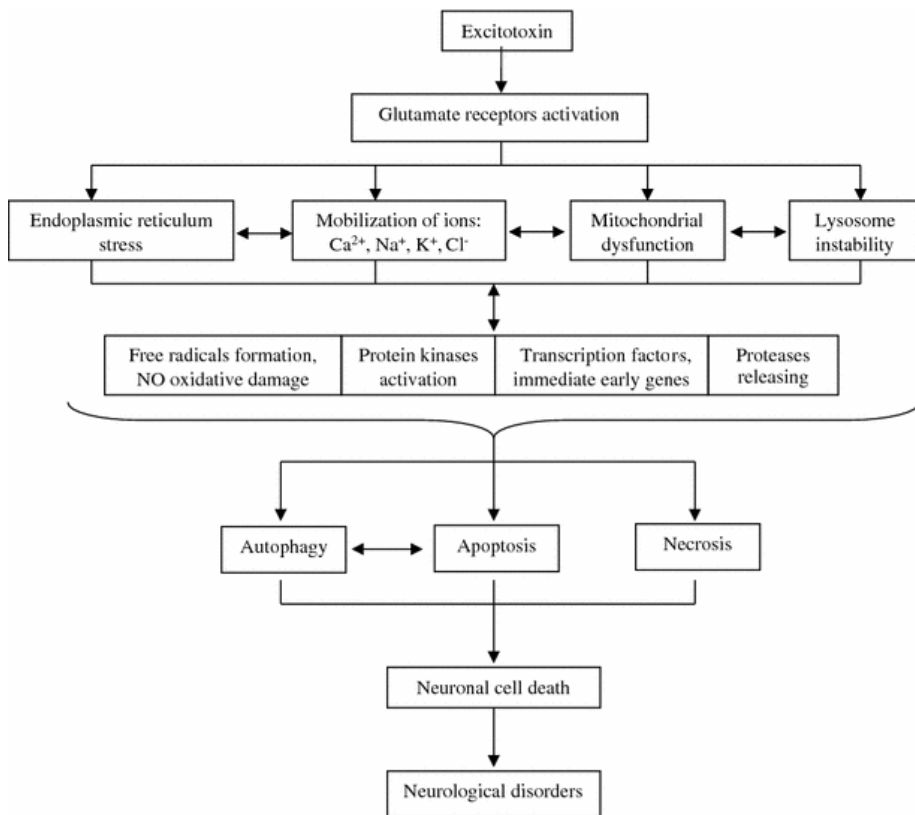 Excitotoxin
Glutamate receptors activation
Endoplasmic reticulum
stress
Mobilization of ions:
Ca²⁺, Na⁺, K⁺, Cl⁻
Mitochondrial
dysfunction
Lysosome
instability
Free radicals formation,
NO oxidative damage
Protein kinases
activation
Transcription factors,
immediate early genes
Proteases
releasing
Autophagy
Apoptosis
Necrosis
Neuronal cell death
Neurological disorders